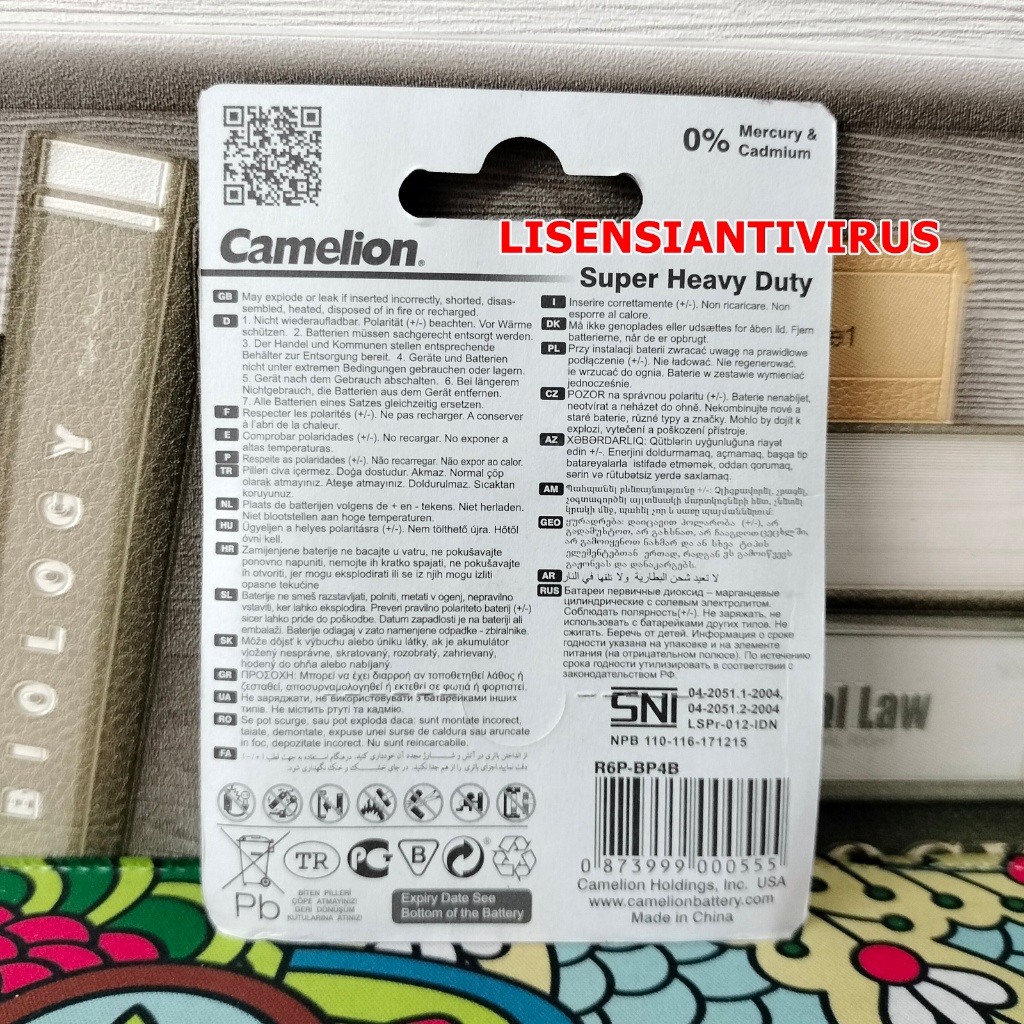 0% Mercury &
Cadmium
LISENSIANTIVIRUS
Camelion®
Super Heavy Duty
GB May explode or leak if inserted incorrectly, shorted, disas-
sembled, heated, disposed of in fire or recharged.
D 1. Nicht wiederaufladbar. Polarität (+/-) beachten. Vor Wärme
schützen. 2. Batterien müssen sachgerecht entsorgt werden.
3. Der Handel und Kommunen stellen entsprechende
Behälter zur Entsorgung bereit. 4. Geräte und Batterien
nicht unter extremen Bedingungen gebrauchen oder lagern.
5. Gerät nach dem Gebrauch abschalten. 6. Bei längerem
Nichtgebrauch, die Batterien aus dem Gerät entfernen.
7. Alle Batterien eines Satzes gleichzeitig ersetzen.
F Respecter les polarités (+/-). Ne pas recharger. A conserver
à l'abri de la chaleur.
E Comprobar polaridades (+/-). No recargar. No exponer a
altas temperaturas.
P Respeite as polaridades (+/-). Não recarregar. Não expor ao calor.
TR Pilleri cıva içermez. Doğa dostudur. Akmaz. Normal çöp
olarak atmayınız. Ateşe atmayınız. Doldurulmaz. Sıcaktan
koruyunuz.
NL Plaats de batterijen volgens de + en - tekens. Niet herladen.
Niet blootstellen aan hoge temperaturen.
HU Ügyeljen a helyes polaritásra (+/-). Nem tölthető újra. Hőtől
óvni kell.
HR Zamijenjene baterije ne bacajte u vatru, ne pokušavajte
ponovno napuniti, nemojte ih kratko spajati, ne pokušavajte
ih otvoriti, jer mogu eksplodirati ili se iz njih mogu izliti
opasne tekućine
SL Baterije ne smeš razstavljati, polniti, metati v ogenj, nepravilno
vstaviti, ker lahko eksplodira. Preveri pravilno polariteto baterij (+/-)
sicer lahko pride do poškodbe. Datum zapadlosti je na bateriji ali
embalaži. Baterije odlagaj v zato namenjene odpadke - zbiralnike.
SK Môže dôjsť k výbuchu alebo úniku látky, ak je akumulátor
vložený nesprávne, skratovaný, rozobratý, zahrievaný,
hodený do ohňa alebo nabíjaný.
GR ΠΡΟΣΟΧΗ: Μπορεί να έχει διαρροή αν τοποθετηθεί λάθος ή
ζεσταθεί, αποσυραρμολογηθεί ή εκτεθεί σε φωτιά ή φορτιστεί.
UA Не заряджати, не використовувати з батарейками інших
типів. Не містить ртуті та кадмію.
RO Se pot scurge, sau pot exploda daca: sunt montate incorect,
taiate, demontate, expuse unei surse de caldura sau aruncate
in foc, depozitate incorect. Nu sunt reincarcabile.
FA
I Inserire correttamente (+/-). Non ricaricare. Non
esporre al calore.
DK Må ikke genoplades eller udsættes for åben ild. Fjern
batterierne, når de er opbrugt.
PL Przy instalacji baterii zwracać uwagę na prawidłowe
podłączenie (+/-). Nie ładować. Nie regenerować.
ie wrzucać do ognia. Baterie w zestawie wymieniać
jednocześnie.
CZ POZOR na správnou polaritu (+/-). Baterie nenabíjet,
neotvírat a neházet do ohně. Nekombinujte nové a
staré baterie, různé typy a značky. Mohlo by dojít k
explozi, vytečení a poškození přístroje.
AZ XƏBƏRDARLIQ: Qütblərin uyğunluğuna riayət
edin +/-. Enerjini doldurmamaq, açmamaq, başqa tip
batareyalarla istifadə etməmək, oddan qorumaq,
sərin və rütubətsiz yerdə saxlamaq.
AM
GEO
AR لا تعيد شحن البطارية ولا تلقها في النار
RUS Батареи первичные диоксид – марганцевые
цилиндрические с солевым электролитом.
Соблюдать полярность(+/-). Не заряжать, не
использовать с батарейками других типов. Не
сжигать. Беречь от детей. Информация о сроке
годности указана на упаковке и на элементе
питания (на отрицательном полюсе). По истечению
срока годности утилизировать в соответствии с
законодательством РФ.
SNI 04-2051.1-2004,
04-2051.2-2004
LSPr-012-IDN
NPB 110-116-171215
R6P-BP4B
0 873999 000555
Camelion Holdings, Inc. USA
www.camelionbattery.com
Made in China
TR PG B
Pb
BİTEN PİLLERİ
ÇÖPE ATMAYINIZ!
GERİ DÖNÜŞÜM
KUTULARINA ATINIZ!
Expiry Date See
Bottom of the Battery
BIOLOGY
Law